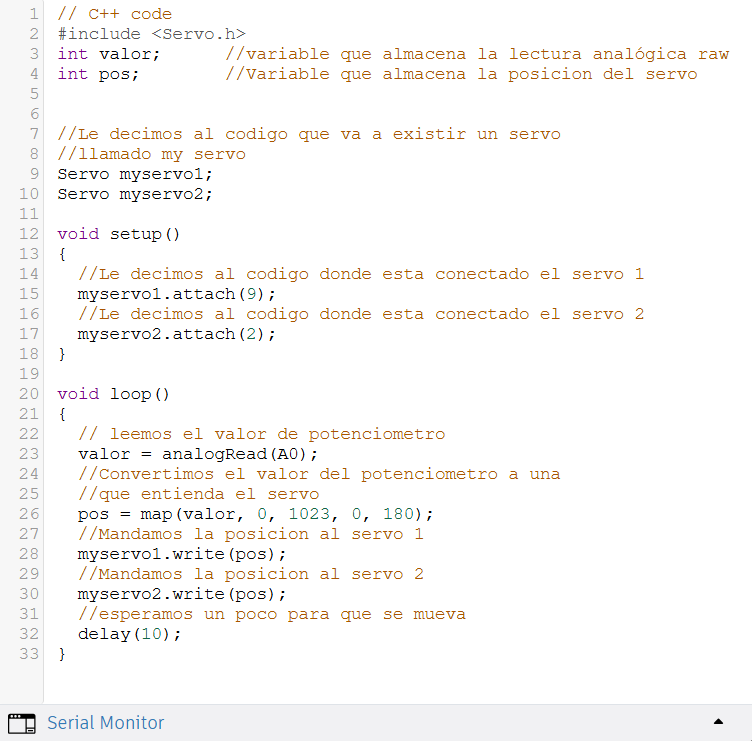 1 // C++ code
2 #include <Servo.h>
3 int valor;      //variable que almacena la lectura analógica raw
4 int pos;        //Variable que almacena la posicion del servo
5
6
7 //Le decimos al codigo que va a existir un servo
8 //llamado my servo
9 Servo myservo1;
10 Servo myservo2;
11
12 void setup()
13 {
14   //Le decimos al codigo donde esta conectado el servo 1
15   myservo1.attach(9);
16   //Le decimos al codigo donde esta conectado el servo 2
17   myservo2.attach(2);
18 }
19
20 void loop()
21 {
22   // leemos el valor de potenciometro
23   valor = analogRead(A0);
24   //Convertimos el valor del potenciometro a una
25   //que entienda el servo
26   pos = map(valor, 0, 1023, 0, 180);
27   //Mandamos la posicion al servo 1
28   myservo1.write(pos);
29   //Mandamos la posicion al servo 2
30   myservo2.write(pos);
31   //esperamos un poco para que se mueva
32   delay(10);
33 }
Serial Monitor